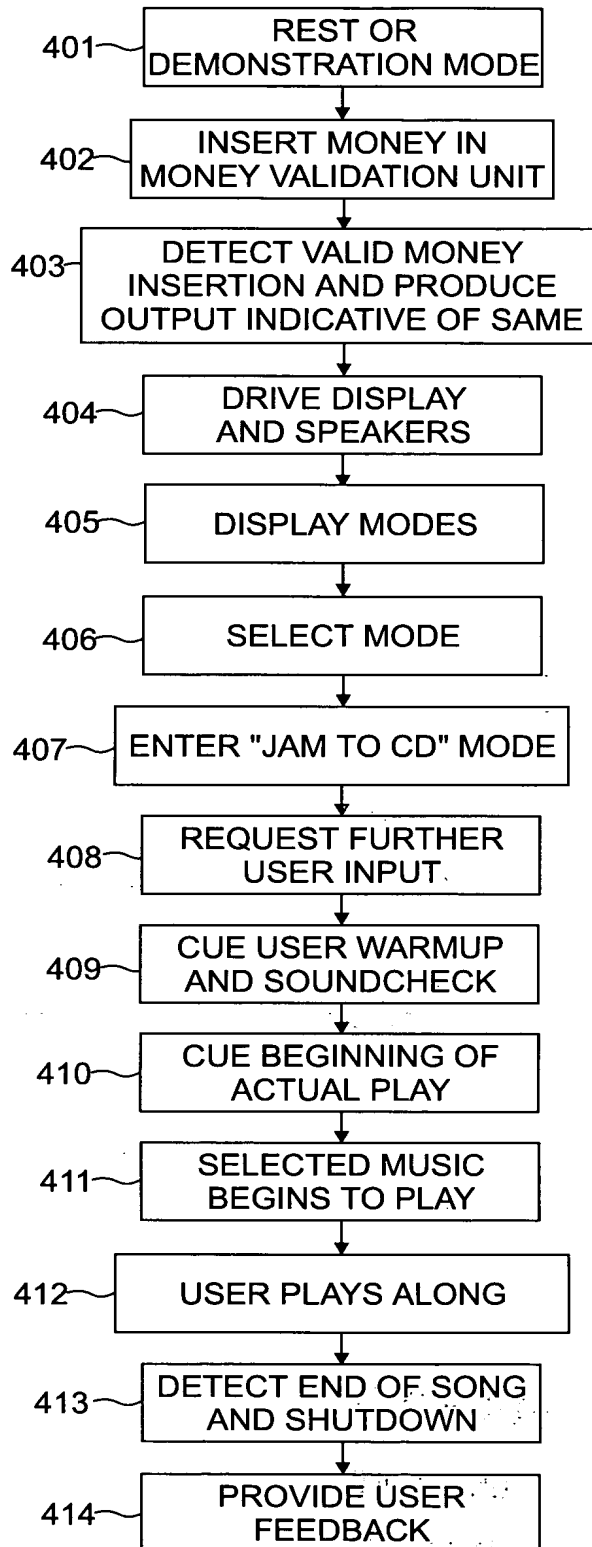 401
REST OR
DEMONSTRATION MODE
402
INSERT MONEY IN
MONEY VALIDATION UNIT
403
DETECT VALID MONEY
INSERTION AND PRODUCE
OUTPUT INDICATIVE OF SAME
404
DRIVE DISPLAY
AND SPEAKERS
405
DISPLAY MODES
406
SELECT MODE
407
ENTER "JAM TO CD" MODE
408
REQUEST FURTHER
USER INPUT
409
CUE USER WARMUP
AND SOUNDCHECK
410
CUE BEGINNING OF
ACTUAL PLAY
411
SELECTED MUSIC
BEGINS TO PLAY
412
USER PLAYS ALONG
413
DETECT END OF SONG
AND SHUTDOWN
414
PROVIDE USER
FEEDBACK